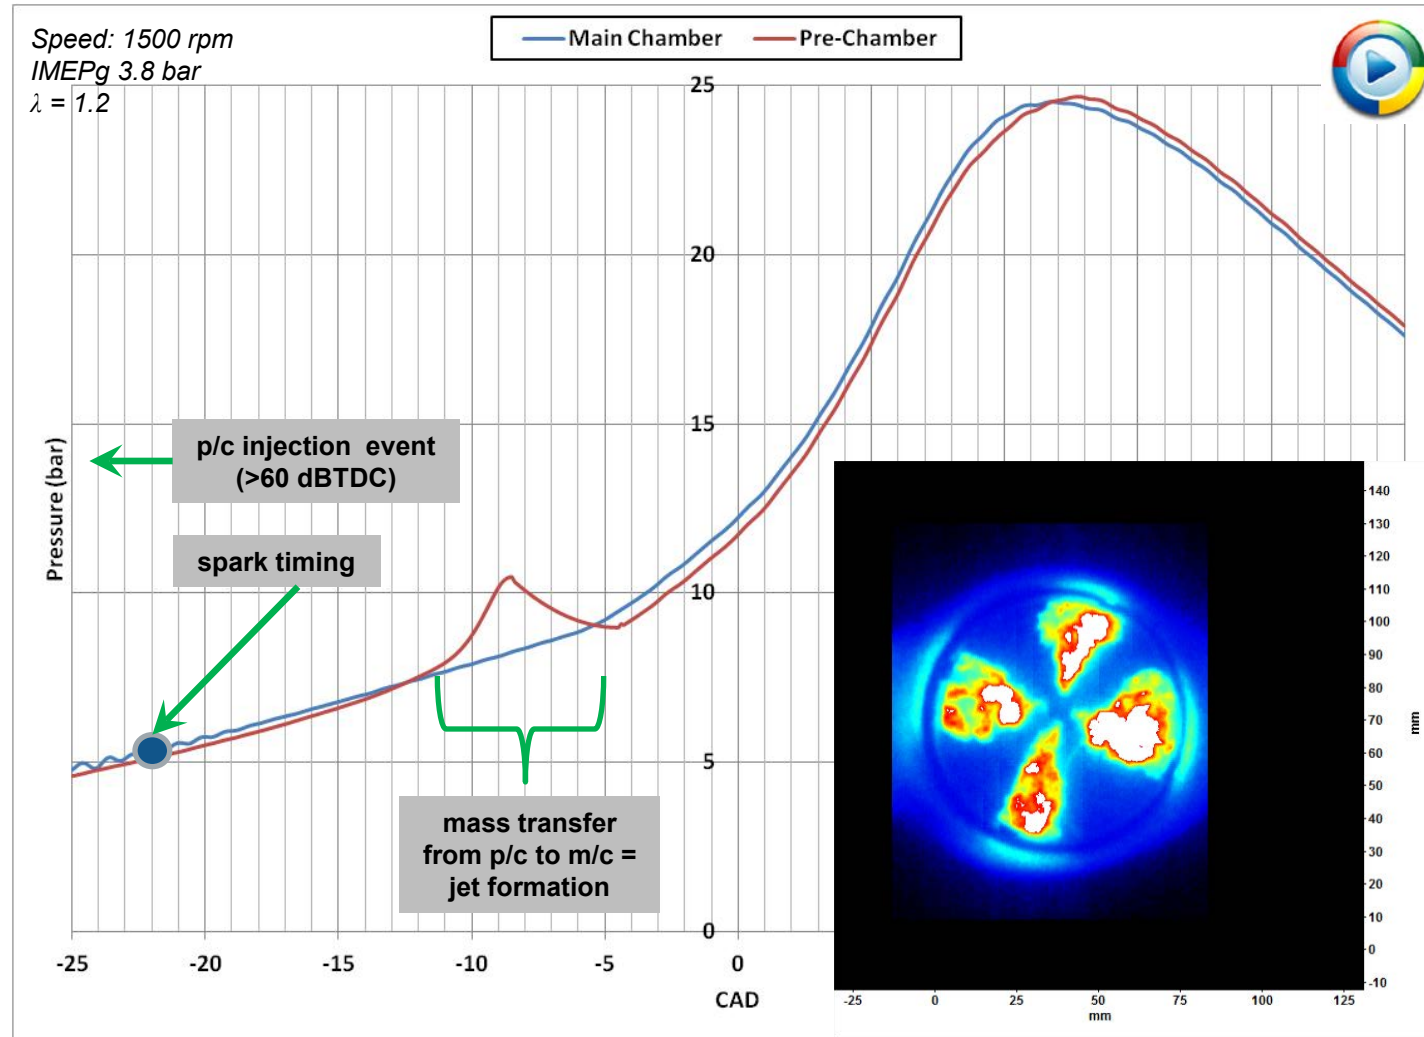 Speed: 1500 rpm
IMEPg 3.8 bar
λ = 1.2
Main Chamber
Pre-Chamber
25
20
15
10
5
0
Pressure (bar)
p/c injection event
(>60 dBTDC)
spark timing
mass transfer
from p/c to m/c =
jet formation
-25
-20
-15
-10
-5
0
CAD
140
130
120
110
100
90
80
70
60
50
40
30
20
10
0
-10
mm
-25
0
25
50
75
100
125
mm